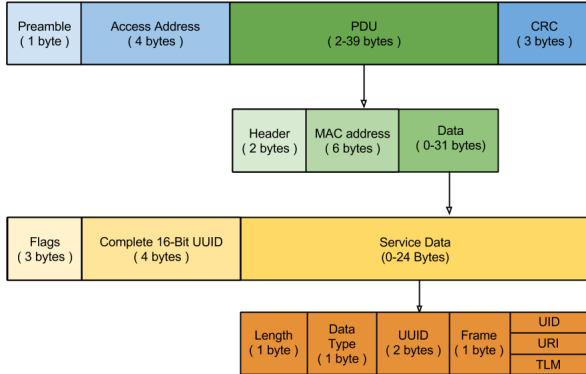 Preamble
( 1 byte)
Access Address
( 4 bytes)
PDU
(2-39 bytes)
CRC
( 3 bytes)
Header
( 2 bytes)
MAC address
( 6 bytes)
Data
( 0-31 bytes)
Flags
( 3 bytes)
Complete 16-Bit UUID
( 4 bytes)
Service Data
(0-24 Bytes)
Length
( 1 byte)
Data
Type
( 1 byte)
UUID
( 2 bytes)
Frame
( 1 byte)
UID
URI
TLM